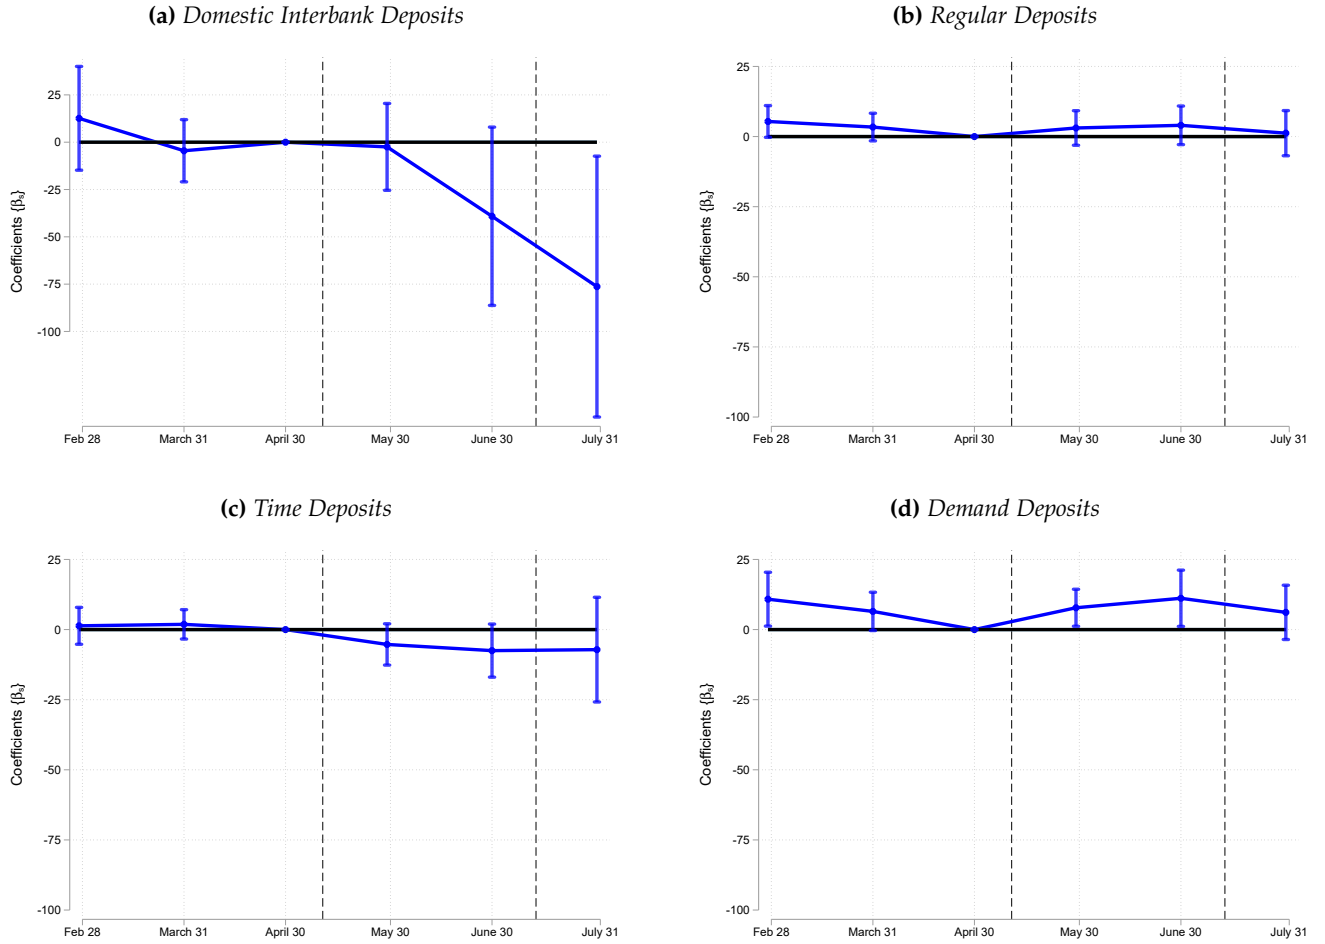 (a) Domestic Interbank Deposits
Coefficients {βs}
25
0
-25
-50
-75
-100
Feb 28 March 31 April 30 May 30 June 30 July 31
(b) Regular Deposits
Coefficients {βs}
25
0
-25
-50
-75
-100
Feb 28 March 31 April 30 May 30 June 30 July 31
(c) Time Deposits
Coefficients {βs}
25
0
-25
-50
-75
-100
Feb 28 March 31 April 30 May 30 June 30 July 31
(d) Demand Deposits
Coefficients {βs}
25
0
-25
-50
-75
-100
Feb 28 March 31 April 30 May 30 June 30 July 31